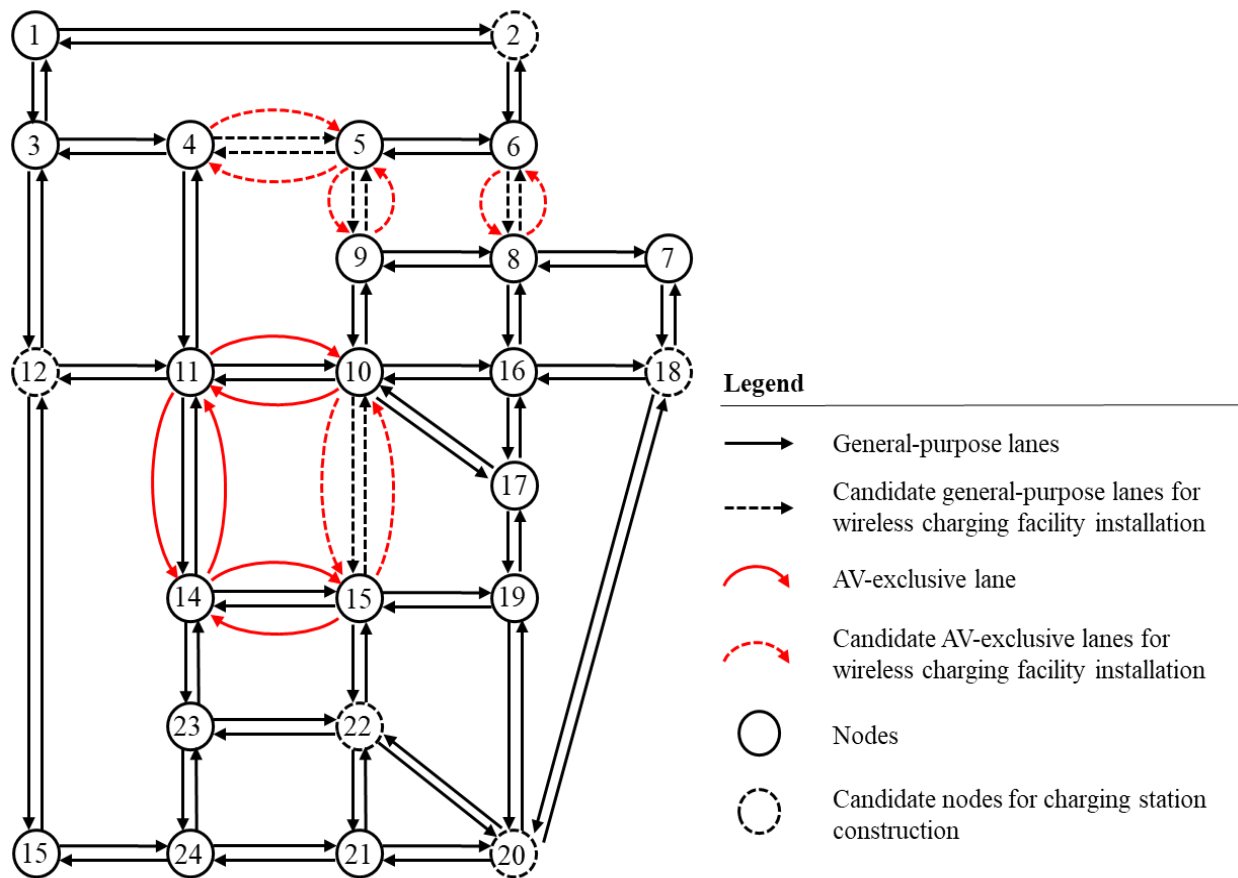 1 2
3 4 5 6
9 8 7
12 11 10 16 18
17
14 15 19
23 22
15 24 21 20
Legend
General-purpose lanes
Candidate general-purpose lanes for
wireless charging facility installation
AV-exclusive lane
Candidate AV-exclusive lanes for
wireless charging facility installation
Nodes
Candidate nodes for charging station
construction